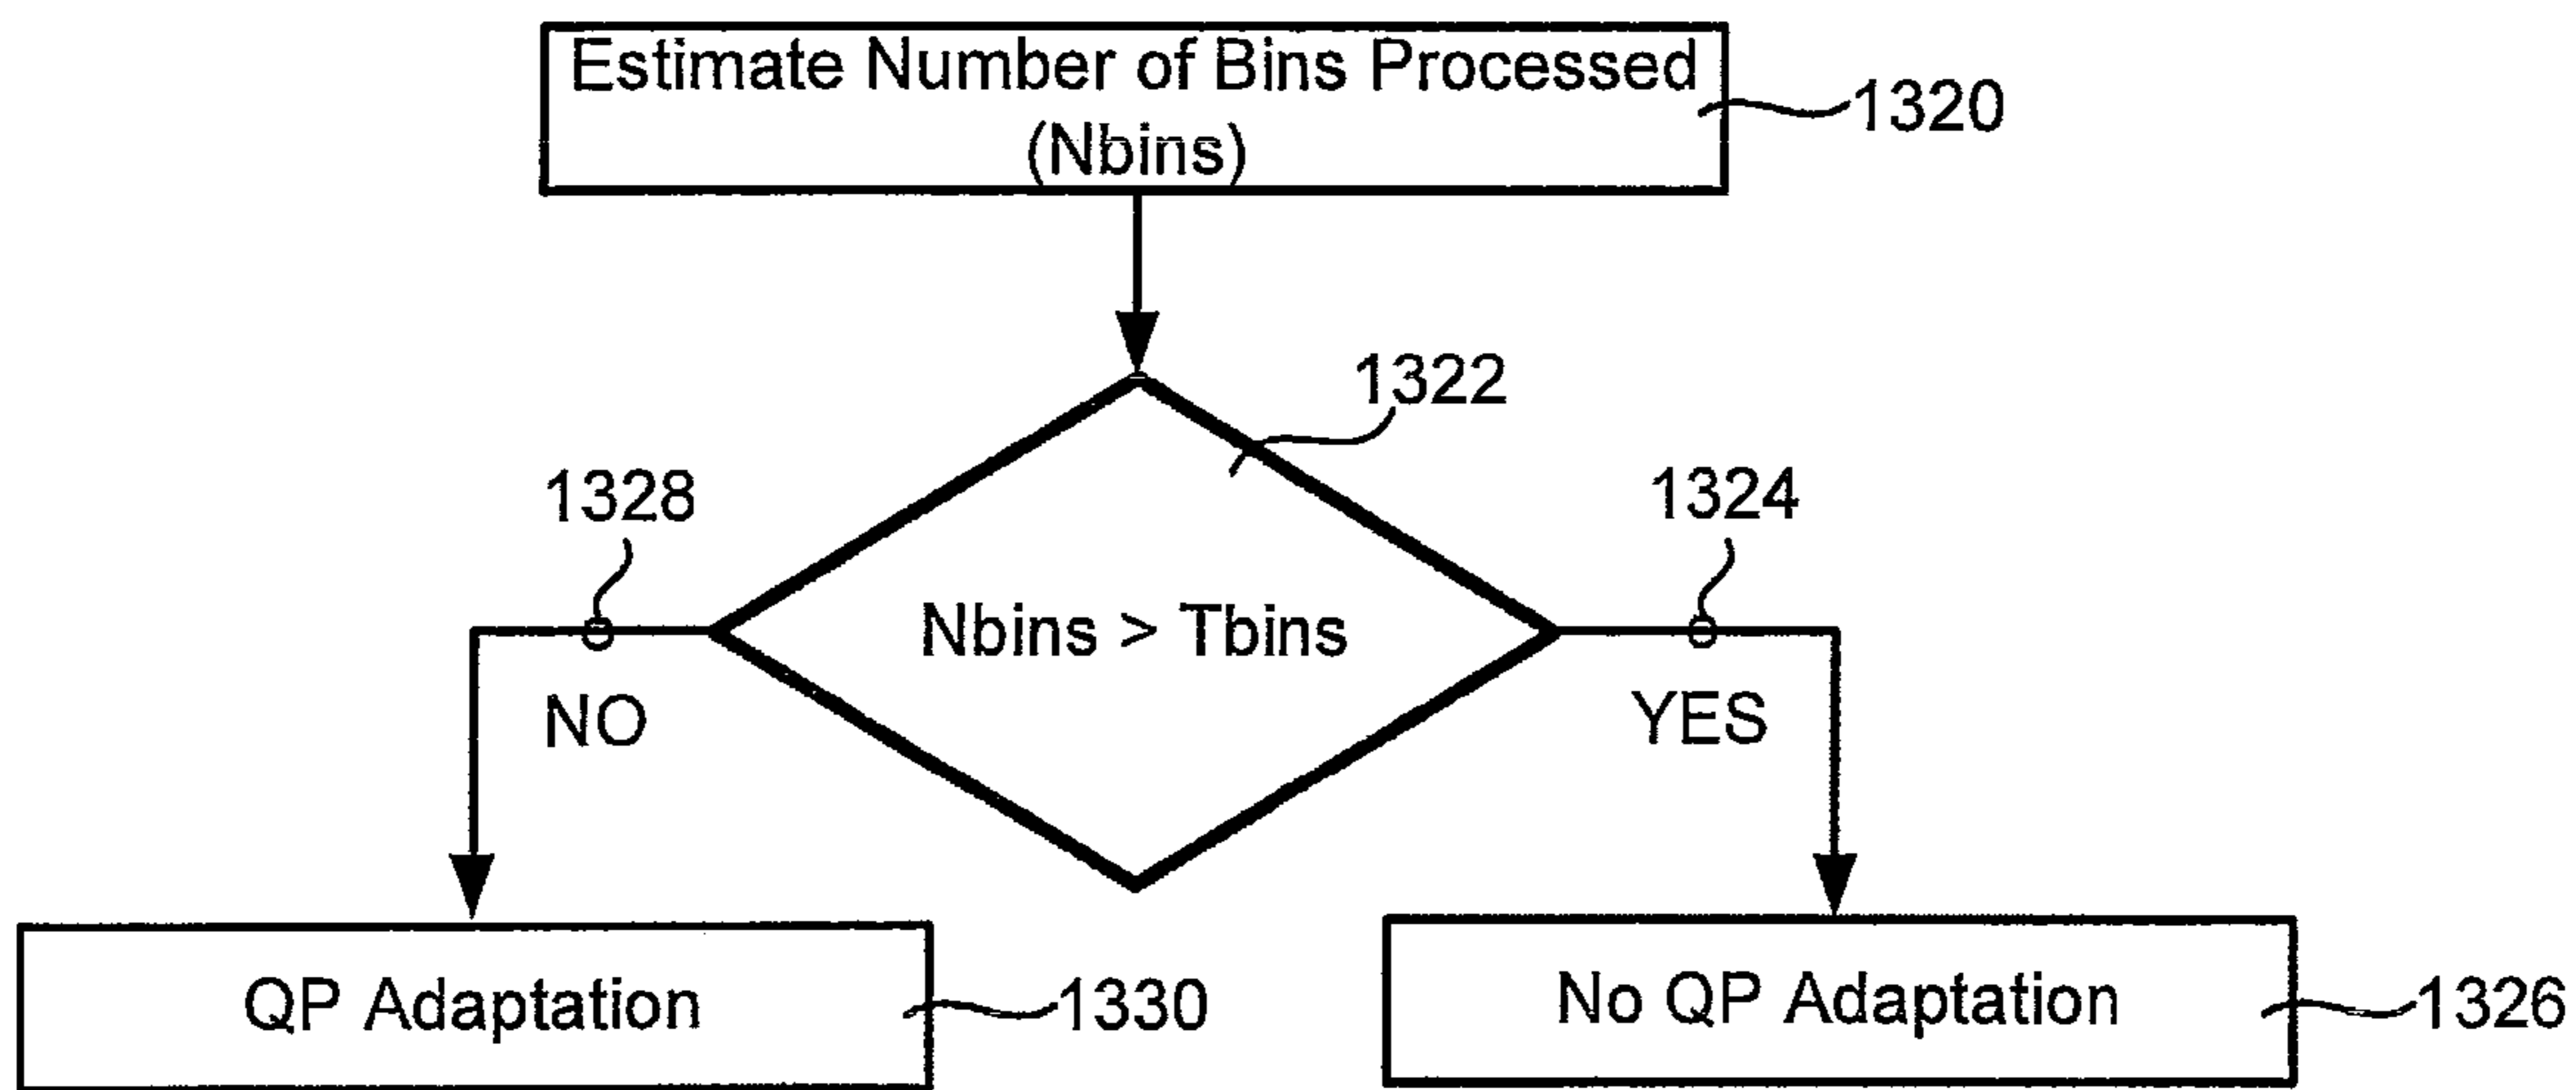 Estimate Number of Bins Processed
(Nbins)
1320
1322
1328
1324
Nbins > Tbins
NO
YES
QP Adaptation
1330
No QP Adaptation
1326